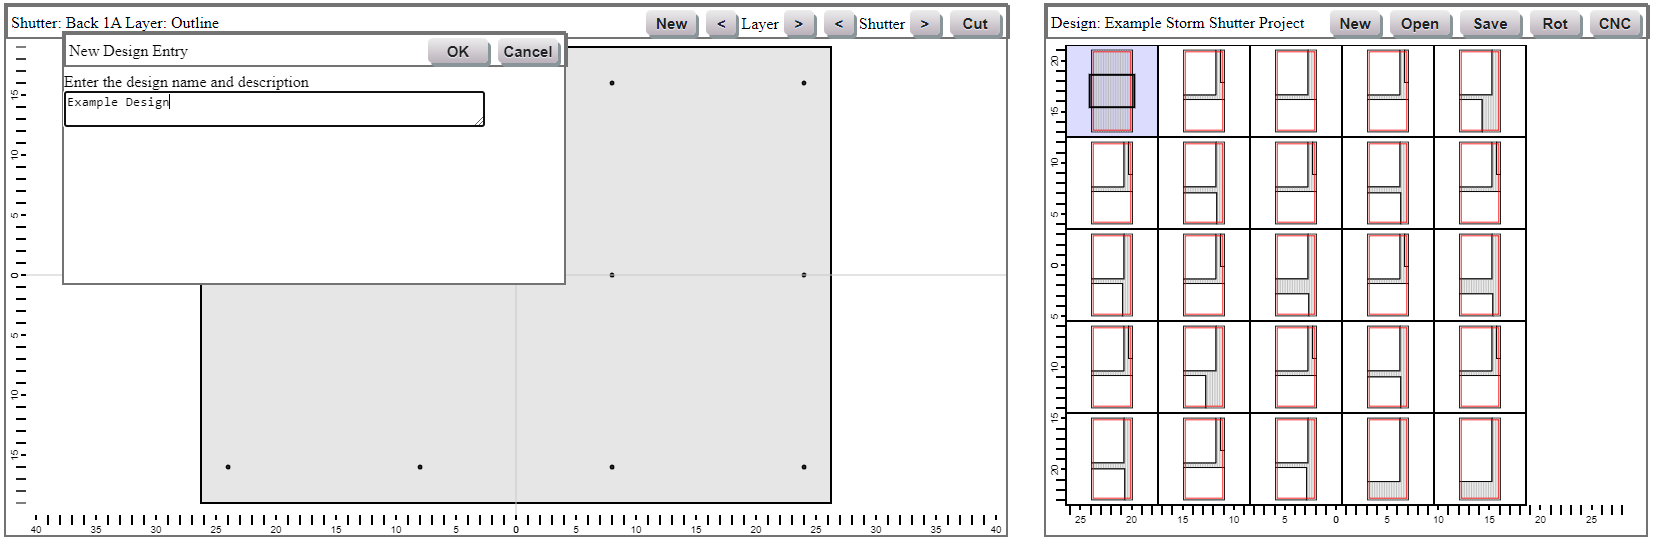 Shutter: Back 1A Layer: Outline
New < Layer > < Shutter > Cut
New Design Entry
OK Cancel
Enter the design name and description
Example Design
15
10
5
0
5
10
15
40 35 30 25 20 15 10 5 0 5 10 15 20 25 30 35 40
Design: Example Storm Shutter Project
New Open Save Rot CNC
20
15
10
5
0
5
10
15
20
25 20 15 10 5 0 5 10 15 20 25